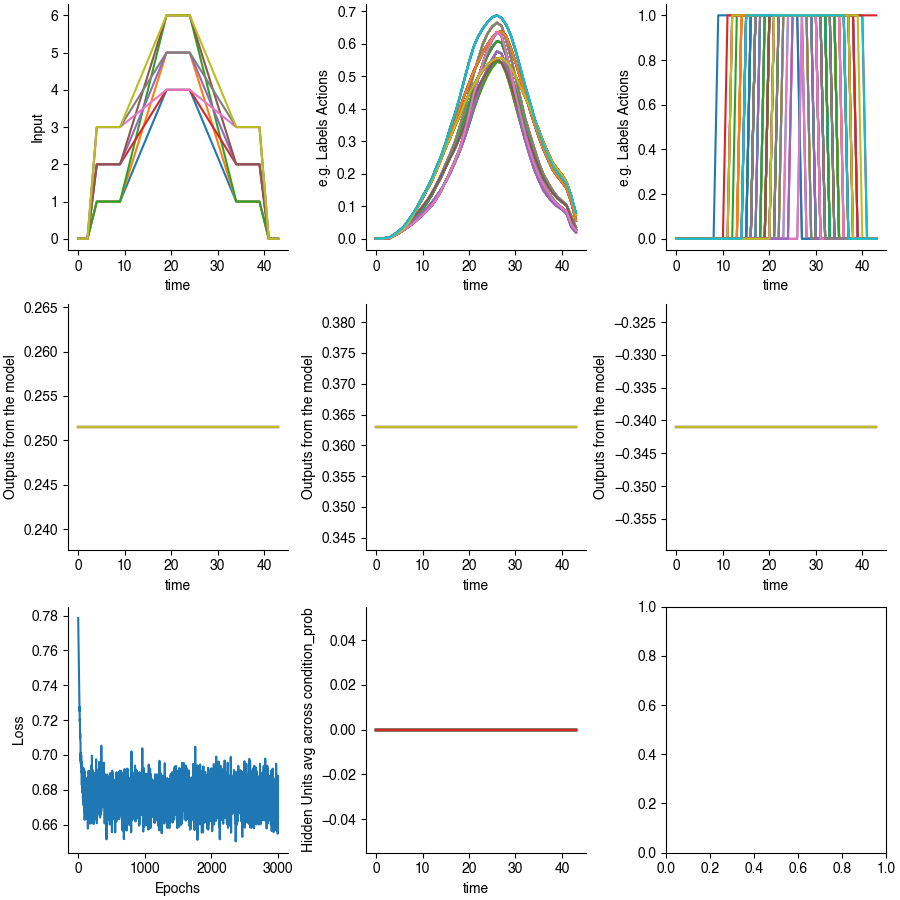 Input
6
5
4
3
2
1
0
0 10 20 30 40
time
e.g. Labels Actions
0.7
0.6
0.5
0.4
0.3
0.2
0.1
0.0
0 10 20 30 40
time
e.g. Labels Actions
1.0
0.8
0.6
0.4
0.2
0.0
0 10 20 30 40
time
Outputs from the model
0.265
0.260
0.255
0.250
0.245
0.240
0 10 20 30 40
time
Outputs from the model
0.380
0.375
0.370
0.365
0.360
0.355
0.350
0.345
0 10 20 30 40
time
Outputs from the model
−0.325
−0.330
−0.335
−0.340
−0.345
−0.350
−0.355
0 10 20 30 40
time
Loss
0.78
0.76
0.74
0.72
0.70
0.68
0.66
0 1000 2000 3000
Epochs
Hidden Units avg across condition_prob
0.04
0.02
0.00
−0.02
−0.04
0 10 20 30 40
time
1.0
0.8
0.6
0.4
0.2
0.0
0.0 0.2 0.4 0.6 0.8 1.0